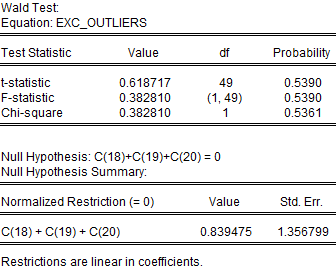 Wald Test:
Equation: EXC_OUTLIERS
Test Statistic Value df Probability
t-statistic 0.618717 49 0.5390
F-statistic 0.382810 (1, 49) 0.5390
Chi-square 0.382810 1 0.5361
Null Hypothesis: C(18)+C(19)+C(20) = 0
Null Hypothesis Summary:
Normalized Restriction (= 0) Value Std. Err.
C(18) + C(19) + C(20) 0.839475 1.356799
Restrictions are linear in coefficients.